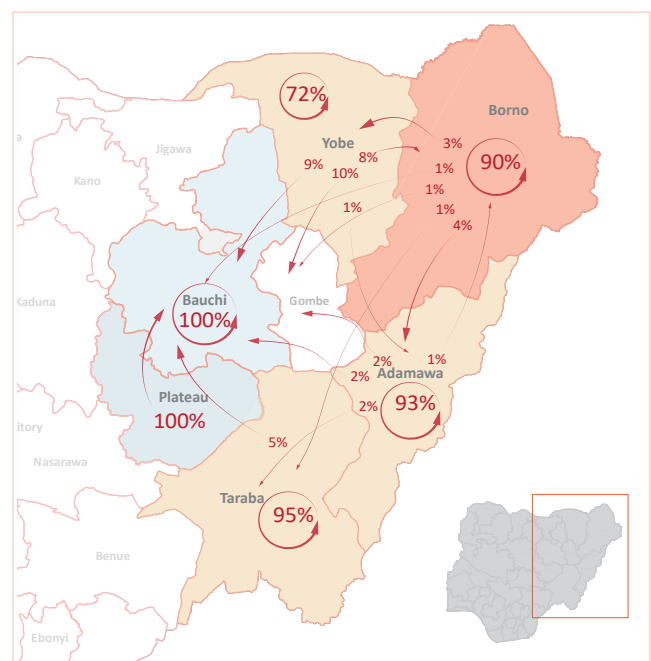 72%
Borno
a
Yobe
3%
Jigawa
8%
90%
9%
10%
1%
Kano
1%
1%
1%
4%
Kaduna
Bauchi
Gombe
100%
2%
1%
2%
Adamawa
Plateau
93%
2%
100%
itory
5%
Nasarawa
Taraba
95%
Benue
Ebonyi